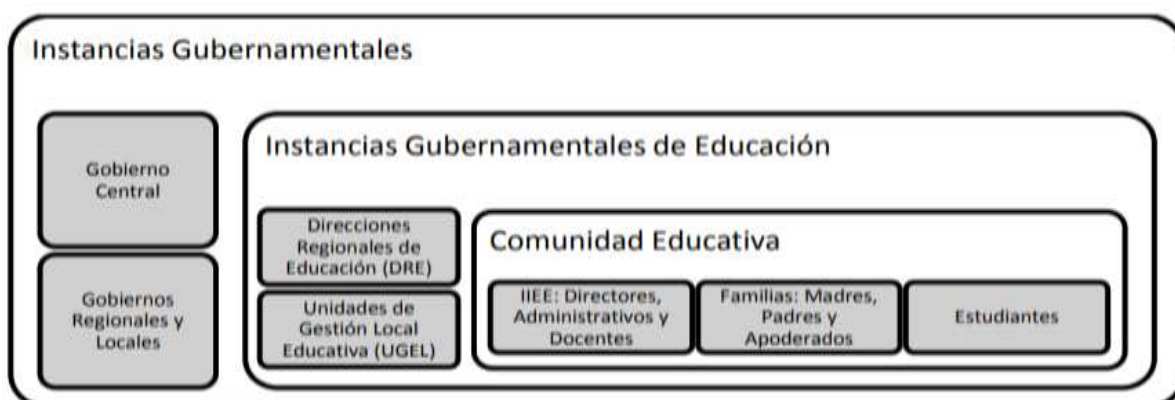 Instancias Gubernamentales
Gobierno
Central
Gobiernos
Regionales y
Locales
Instancias Gubernamentales de Educación
Direcciones
Regionales de
Educación (DRE)
Unidades de
Gestión Local
Educativa (UGEL)
Comunidad Educativa
IIEE: Directores,
Administrativos y
Docentes
Familias: Madres,
Padres y
Apoderados
Estudiantes